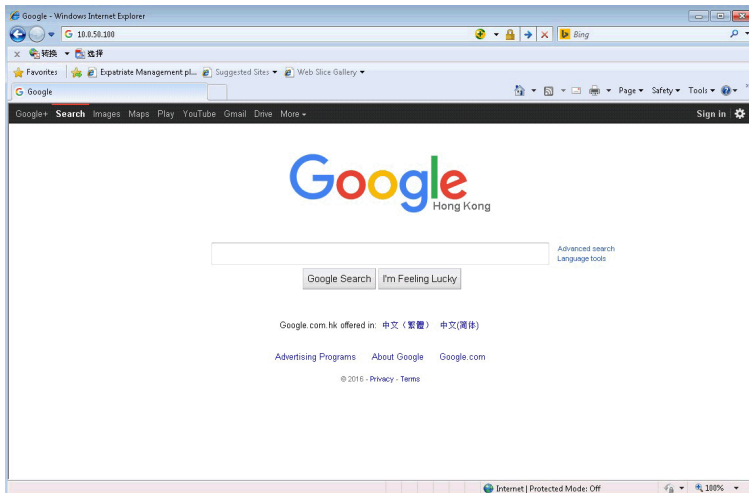 Google - Windows Internet Explorer
10.0.50.100
Bing
x 转换 选择
Favorites Expatriate Management pl... Suggested Sites Web Slice Gallery
Google
Page Safety Tools
Google+ Search Images Maps Play YouTube Gmail Drive More
Sign in
Google
Hong Kong
Advanced search
Language tools
Google Search I'm Feeling Lucky
Google.com.hk offered in: 中文（繁體） 中文(简体)
Advertising Programs About Google Google.com
© 2016 - Privacy - Terms
Internet | Protected Mode: Off 100%